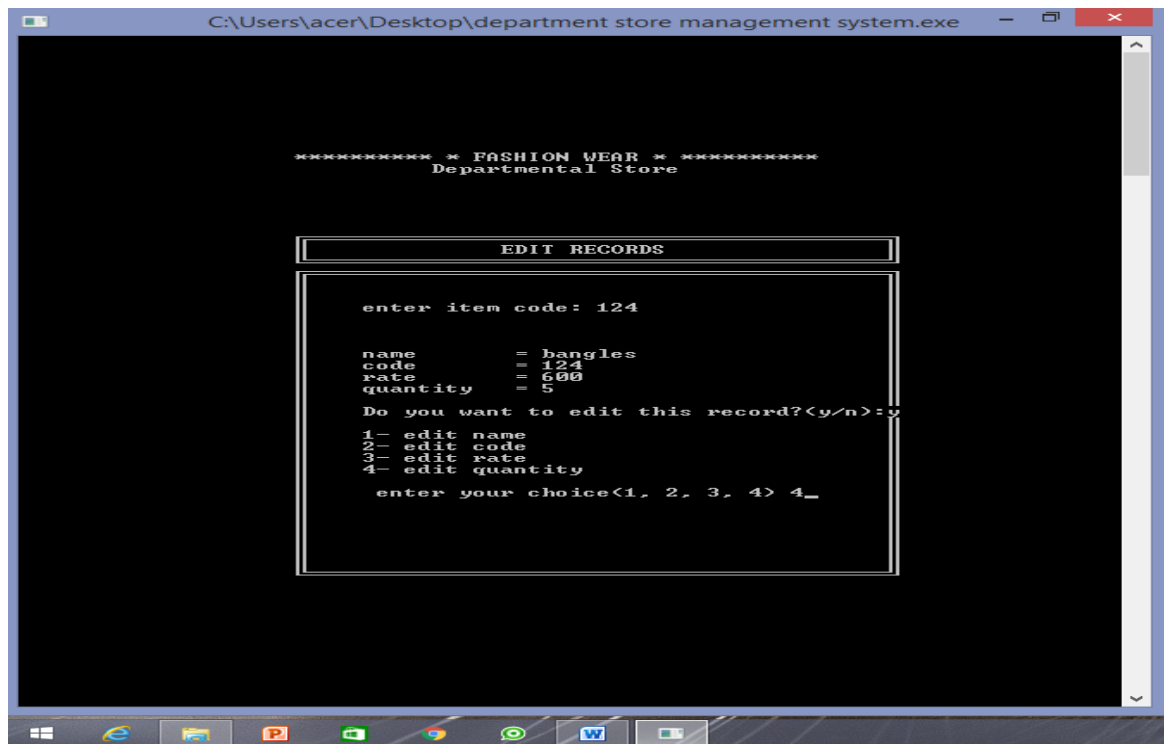 C:\Users\acer\Desktop\department store management system.exe
********** * FASHION WEAR * **********
Departmental Store
EDIT RECORDS
enter item code: 124
name = bangles
code = 124
rate = 600
quantity = 5
Do you want to edit this record?(y/n):y
1- edit name
2- edit code
3- edit rate
4- edit quantity
enter your choice(1, 2, 3, 4) 4_